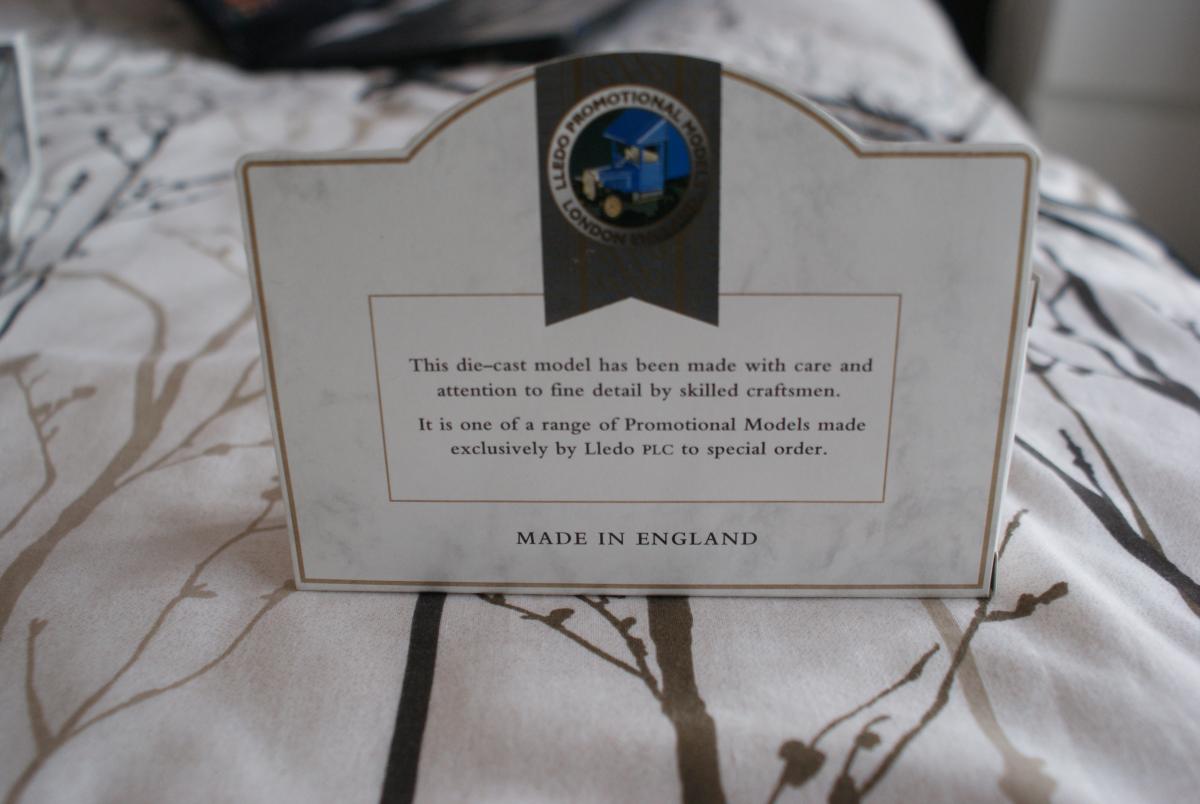 LLEDO PROMOTIONAL MODELS
LONDON ENGLAND
This die–cast model has been made with care and
attention to fine detail by skilled craftsmen.
It is one of a range of Promotional Models made
exclusively by Lledo PLC to special order.
MADE IN ENGLAND